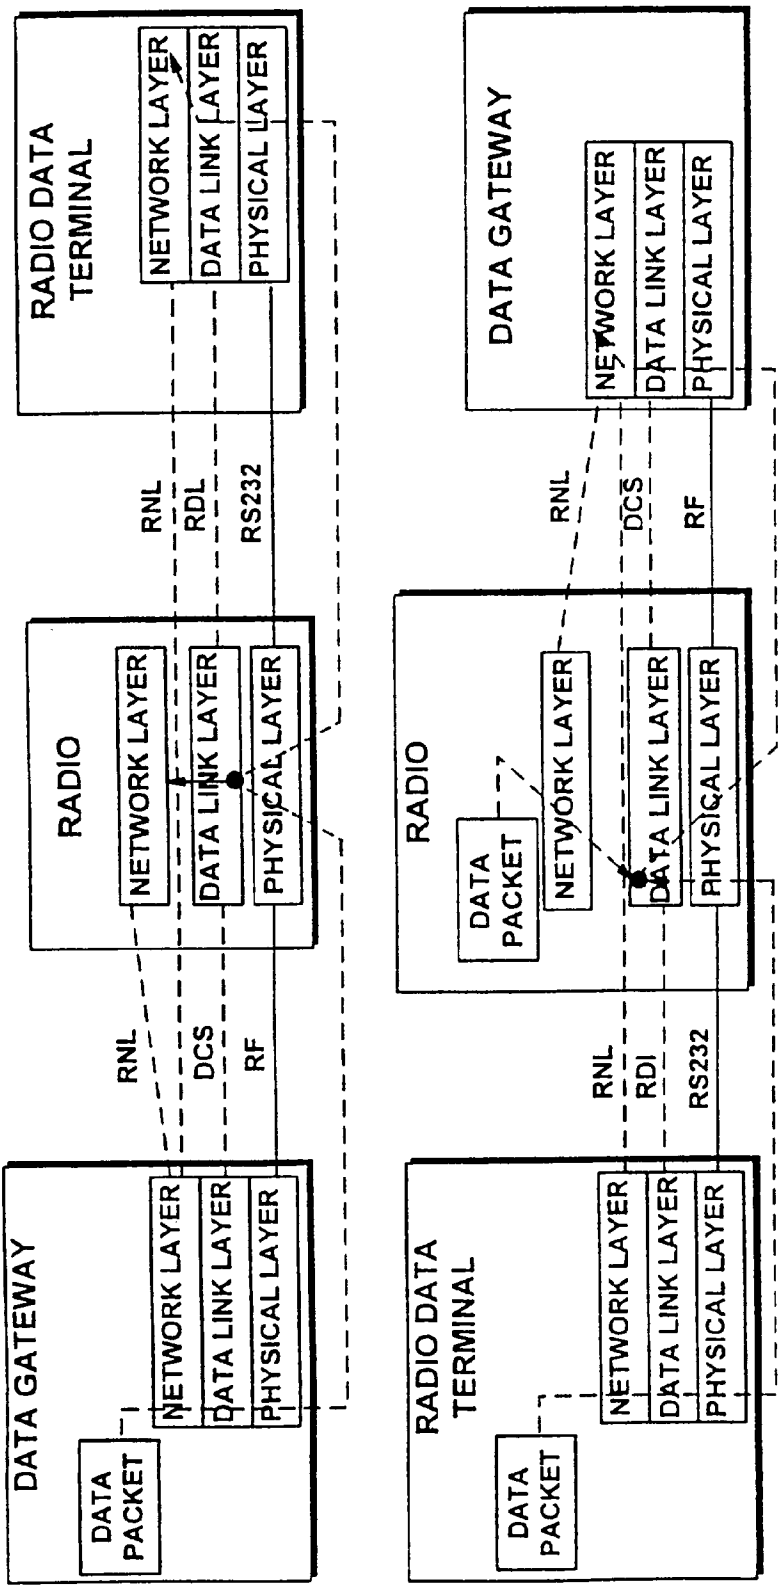 DATA GATEWAY
DATA
PACKET
NETWORK LAYER
DATA LINK LAYER
PHYSICAL LAYER
RNL
DCS
RF
RADIO
NETWORK LAYER
DATA LINK LAYER
PHYSICAL LAYER
RNL
RDL
RS232
RADIO DATA
TERMINAL
NETWORK LAYER
DATA LINK LAYER
PHYSICAL LAYER
RADIO DATA
TERMINAL
DATA
PACKET
NETWORK LAYER
DATA LINK LAYER
PHYSICAL LAYER
RNL
RDI
RS232
RADIO
DATA
PACKET
NETWORK LAYER
DATA LINK LAYER
PHYSICAL LAYER
RNL
DCS
RF
DATA GATEWAY
NETWORK LAYER
DATA LINK LAYER
PHYSICAL LAYER